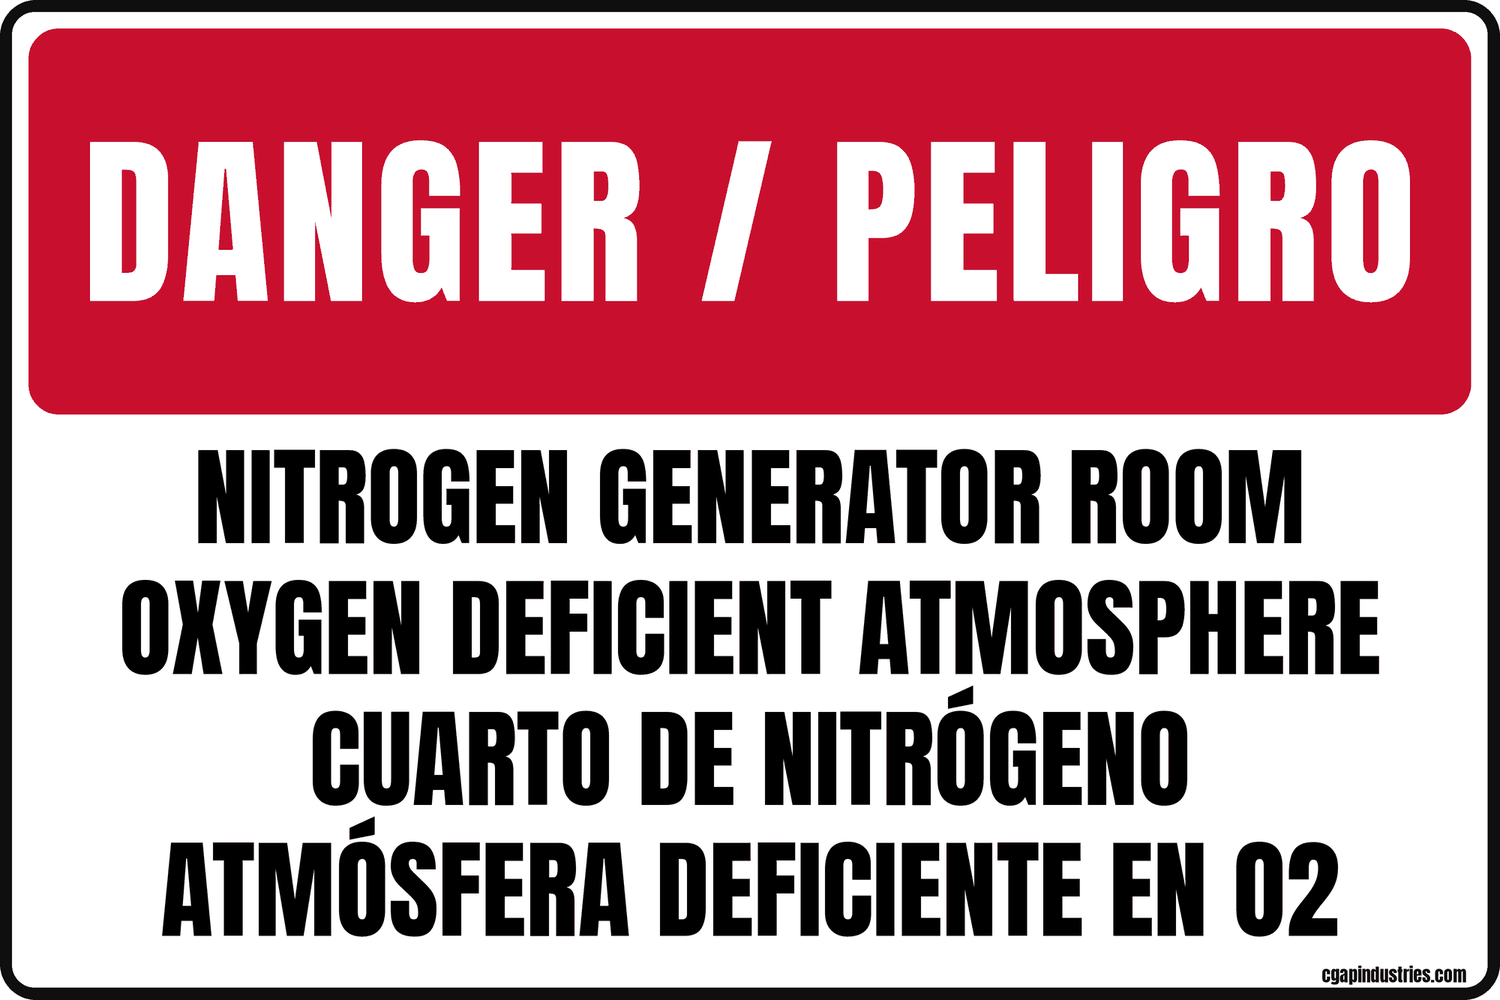 DANGER / PELIGRO
NITROGEN GENERATOR ROOM
OXYGEN DEFICIENT ATMOSPHERE
CUARTO DE NITRÓGENO
ATMÓSFERA DEFICIENTE EN O2
cgapindustries.com